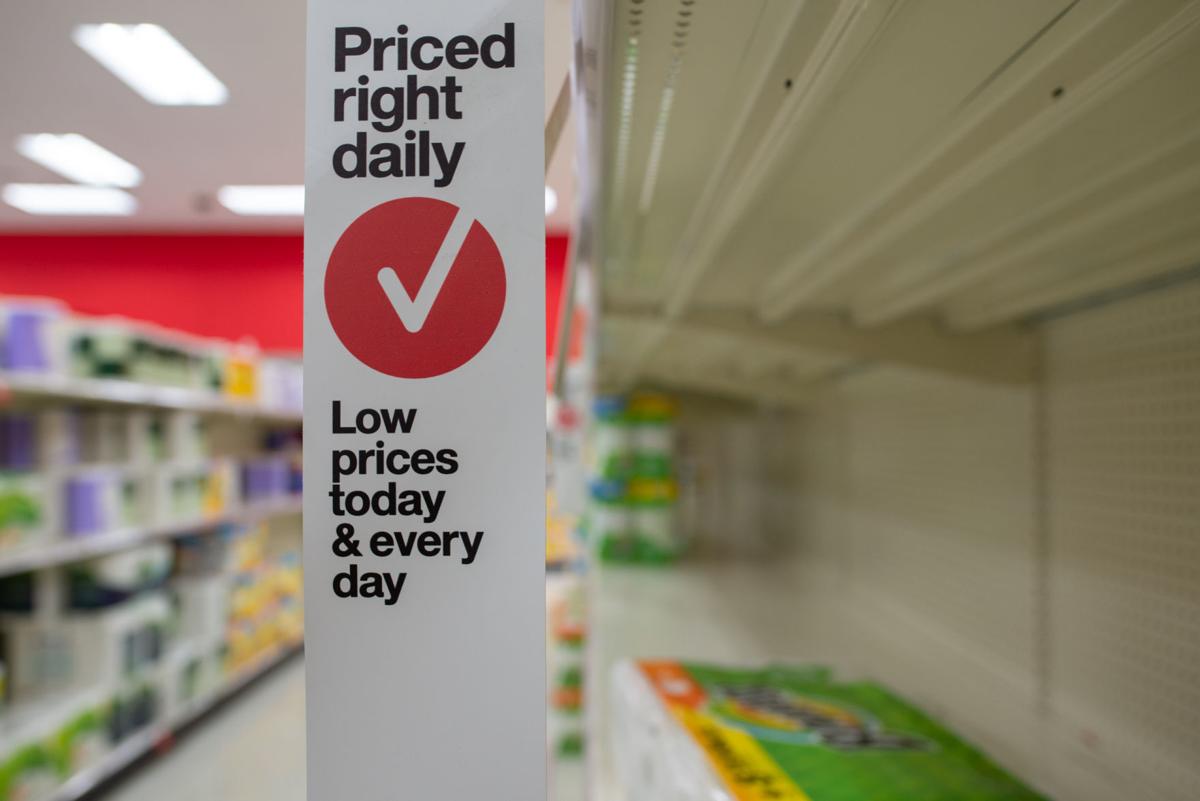 Priced
right
daily
Low
prices
today
& every
day